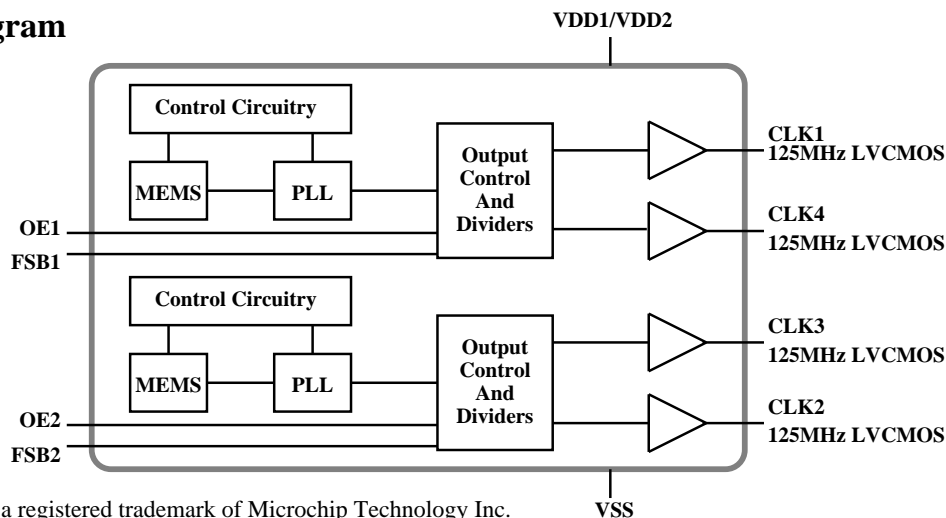 gram
VDD1/VDD2
Control Circuitry
MEMS
PLL
Output
Control
And
Dividers
CLK1
125MHz LVCMOS
CLK4
125MHz LVCMOS
OE1
FSB1
Control Circuitry
MEMS
PLL
Output
Control
And
Dividers
CLK3
125MHz LVCMOS
CLK2
125MHz LVCMOS
OE2
FSB2
a registered trademark of Microchip Technology Inc.
VSS